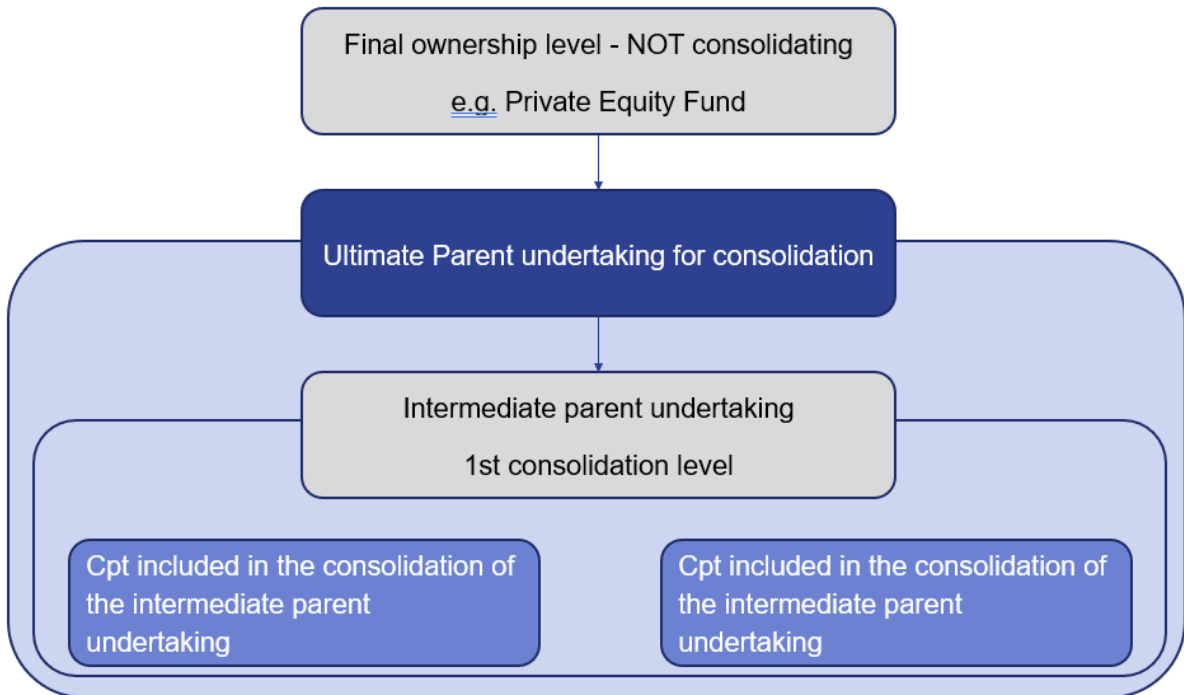 Final ownership level - NOT consolidating
e.g. Private Equity Fund
Ultimate Parent undertaking for consolidation
Intermediate parent undertaking
1st consolidation level
Cpt included in the consolidation of
the intermediate parent
undertaking
Cpt included in the consolidation of
the intermediate parent
undertaking